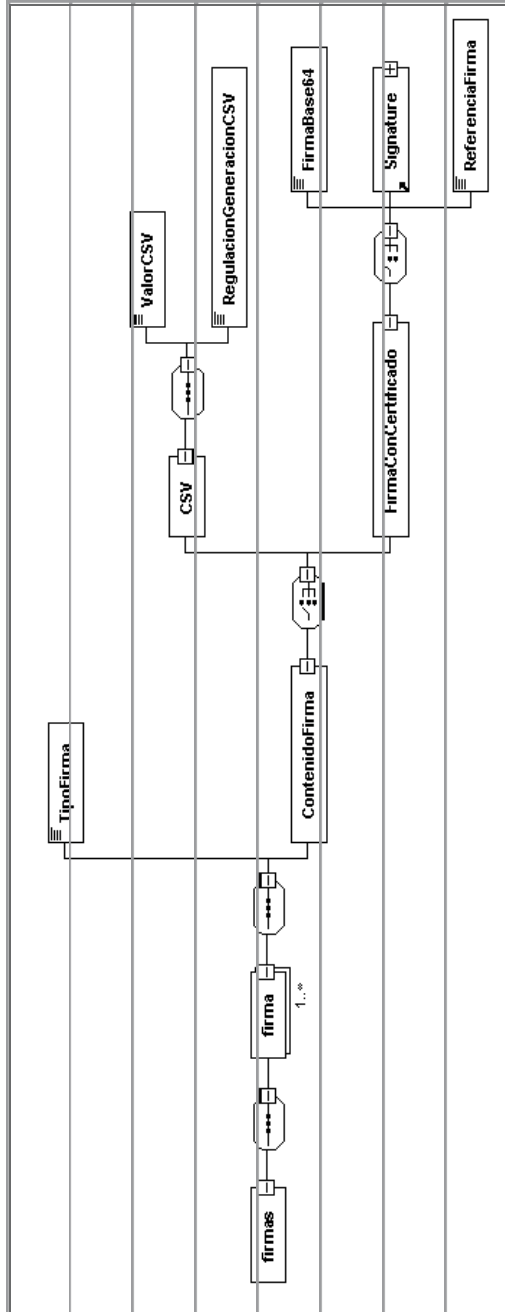 firmas
firma
1..∞
TipoFirma
ContenidoFirma
CSV
ValorCSV
RegulacionGeneracionCSV
FirmaConCertificado
FirmaBase64
Signature
ReferenciaFirma